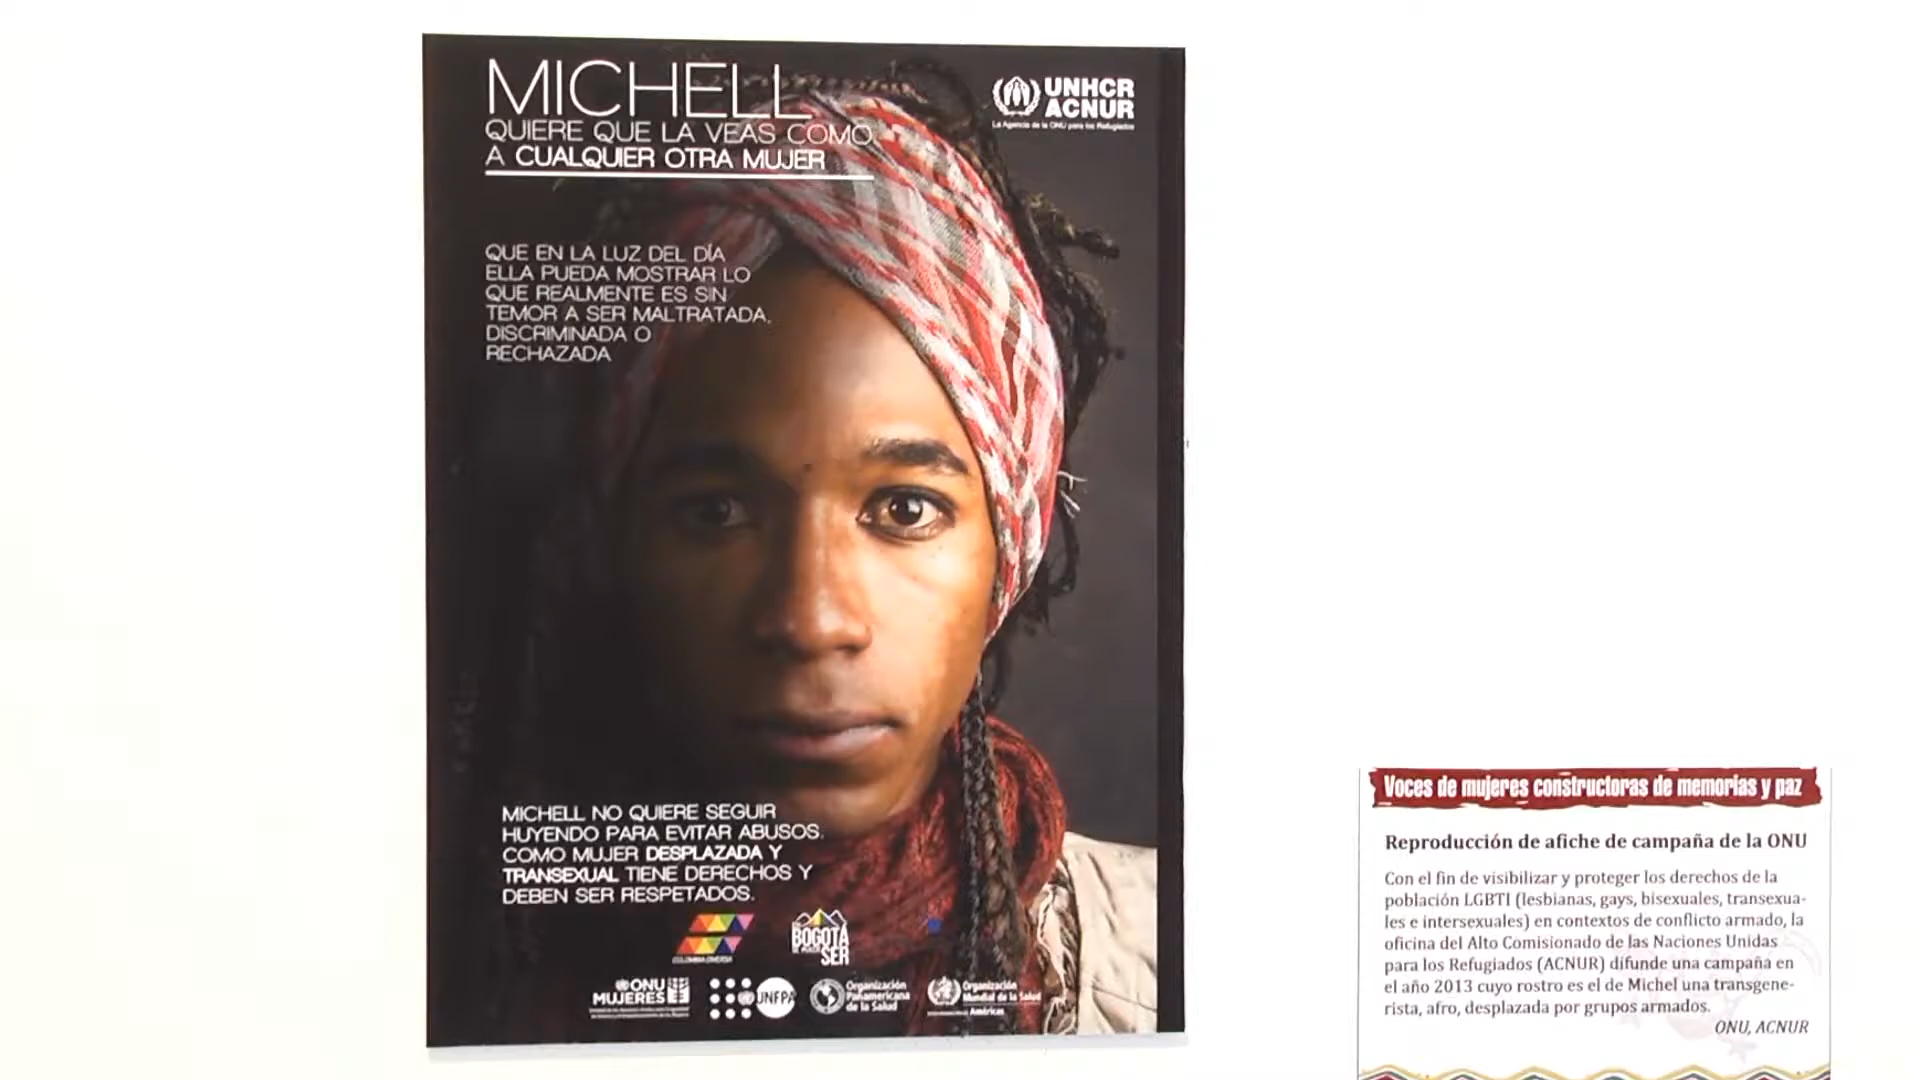 MICHELL
QUIERE QUE LA VEAS COMO
A CUALQUIER OTRA MUJER
UNHCR
ACNUR
La Agencia de la ONU para los Refugiados
QUE EN LA LUZ DEL DÍA
ELLA PUEDA MOSTRAR LO
QUE REALMENTE ES SIN
TEMOR A SER MALTRATADA,
DISCRIMINADA O
RECHAZADA
MICHELL NO QUIERE SEGUIR
HUYENDO PARA EVITAR ABUSOS.
COMO MUJER DESPLAZADA Y
TRANSEXUAL TIENE DERECHOS Y
DEBEN SER RESPETADOS.
COLOMBIA DIVERSA
BOGOTÁ
SER
ONU
MUJERES
UNFPA
Organización
Panamericana
de la Salud
Organización
Mundial de la Salud
Américas
Voces de mujeres constructoras de memorias y paz
Reproducción de afiche de campaña de la ONU
Con el fin de visibilizar y proteger los derechos de la
población LGBTI (lesbianas, gays, bisexuales, transexua-
les e intersexuales) en contextos de conflicto armado, la
oficina del Alto Comisionado de las Naciones Unidas
para los Refugiados (ACNUR) difunde una campaña en
el año 2013 cuyo rostro es el de Michel una transgene-
rista, afro, desplazada por grupos armados.
ONU, ACNUR